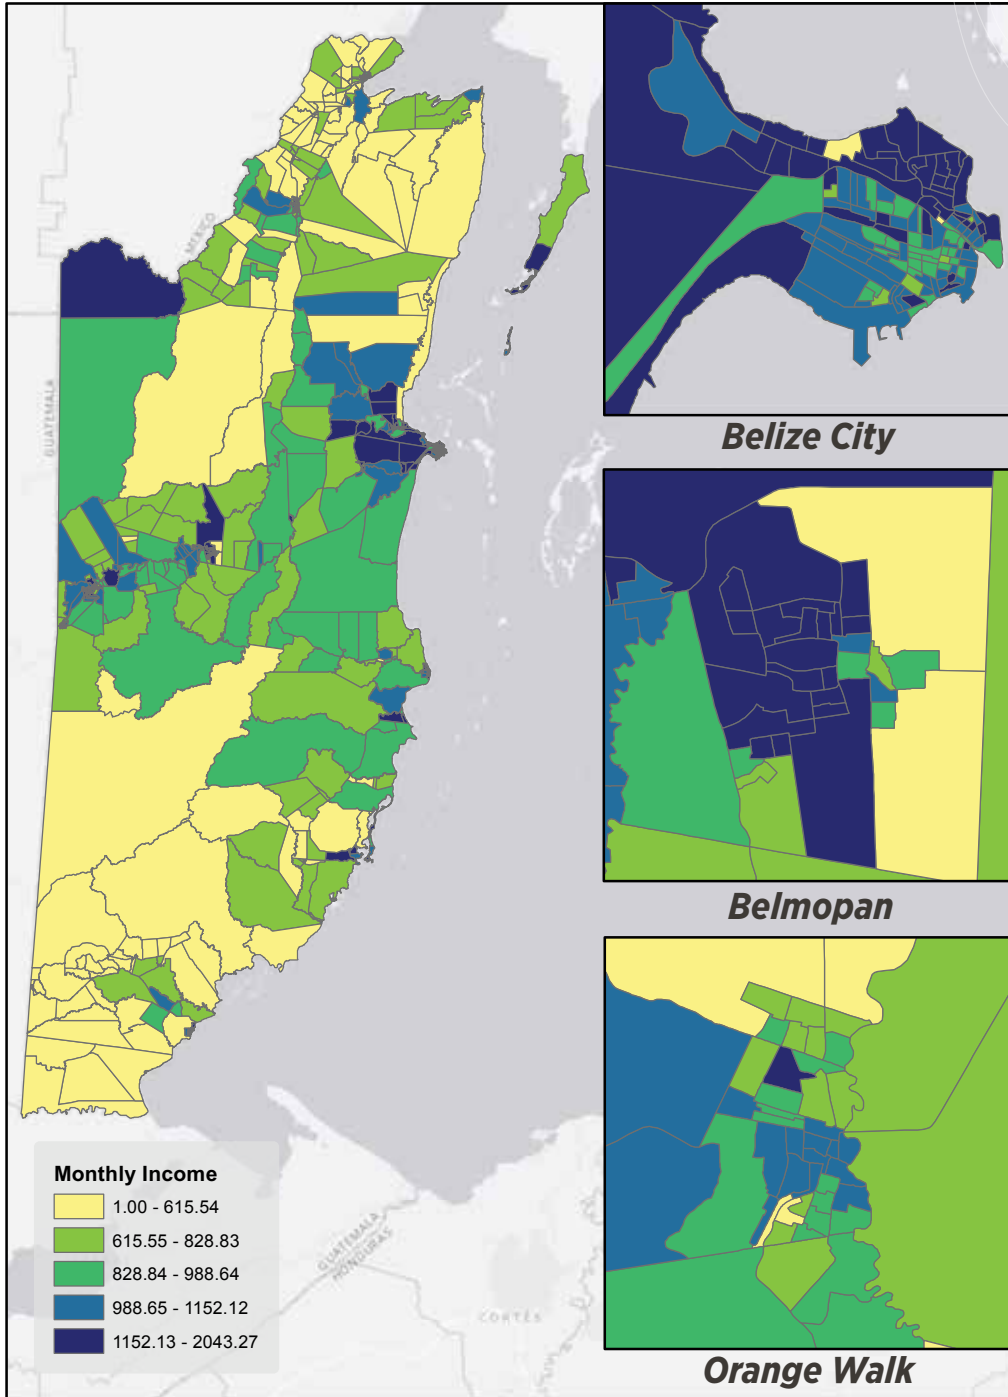 MEXICO
GUATEMALA
Belize City
Belmopan
Orange Walk
Monthly Income
1.00 - 615.54
615.55 - 828.83
828.84 - 988.64
988.65 - 1152.12
1152.13 - 2043.27
GUATEMALA
HONDURAS
CORTÉS